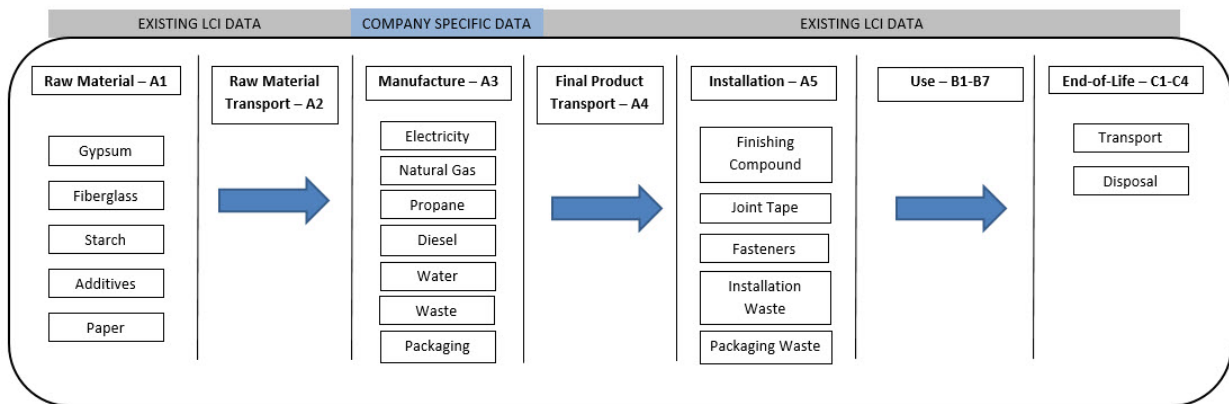 EXISTING LCI DATA
COMPANY SPECIFIC DATA
EXISTING LCI DATA
Raw Material – A1
Gypsum
Fiberglass
Starch
Additives
Paper
Raw Material
Transport – A2
Manufacture – A3
Electricity
Natural Gas
Propane
Diesel
Water
Waste
Packaging
Final Product
Transport – A4
Installation – A5
Finishing
Compound
Joint Tape
Fasteners
Installation
Waste
Packaging Waste
Use – B1-B7
End-of-Life – C1-C4
Transport
Disposal